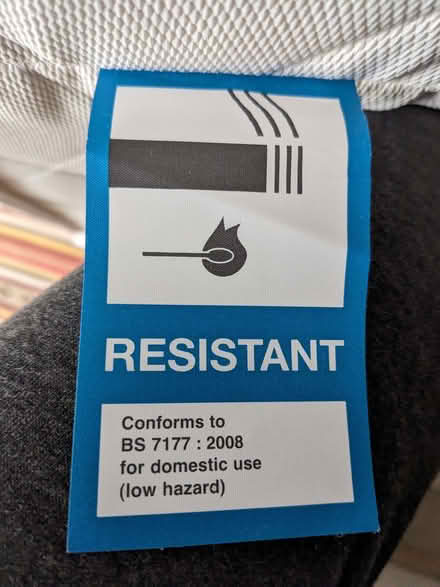 RESISTANT
Conforms to
BS 7177 : 2008
for domestic use
(low hazard)